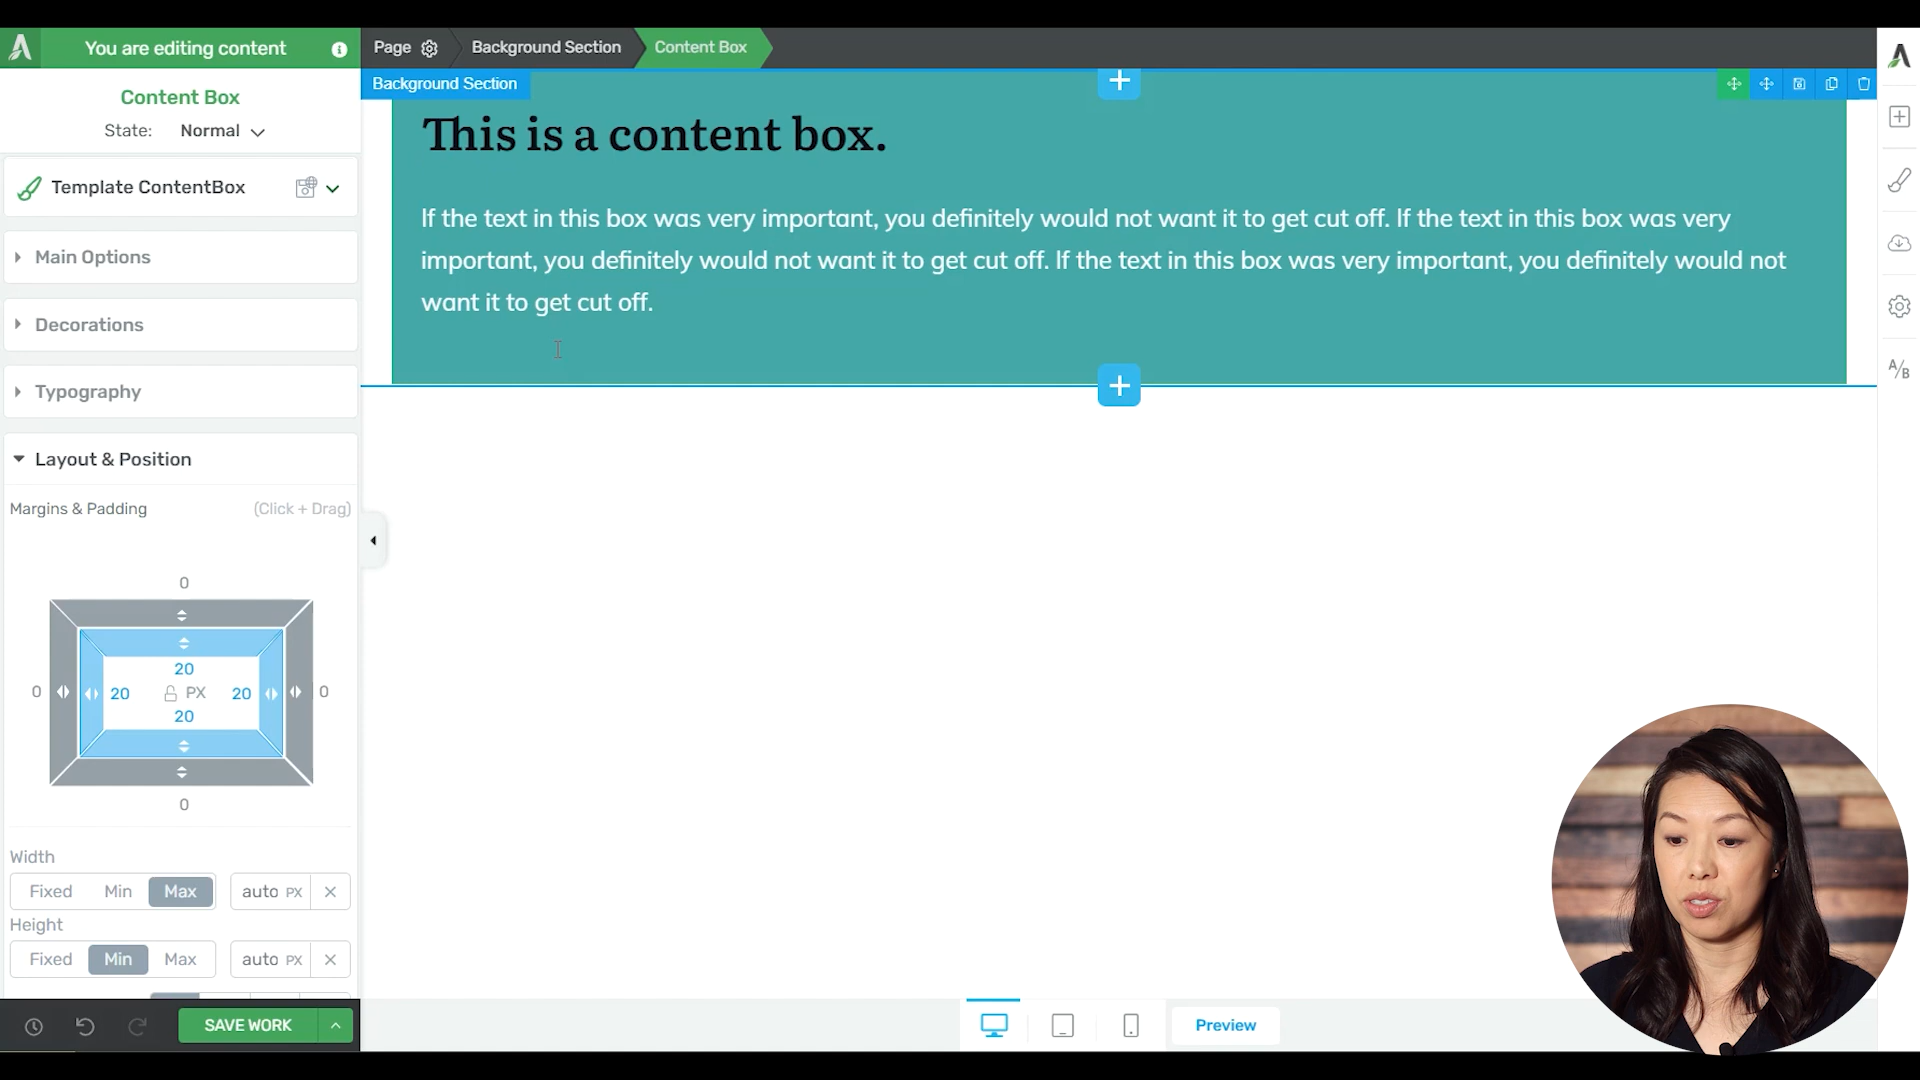 You are editing content
Page
Background Section
Content Box
Content Box
State: Normal
Template ContentBox
Main Options
Decorations
Typography
Layout & Position
Margins & Padding (Click + Drag)
0
20
0 20 PX 20 0
20
0
Width
Fixed Min Max auto PX
Height
Fixed Min Max auto PX
SAVE WORK
Background Section
This is a content box.
If the text in this box was very important, you definitely would not want it to get cut off. If the text in this box was very
important, you definitely would not want it to get cut off. If the text in this box was very important, you definitely would not
want it to get cut off.
Preview
A/B